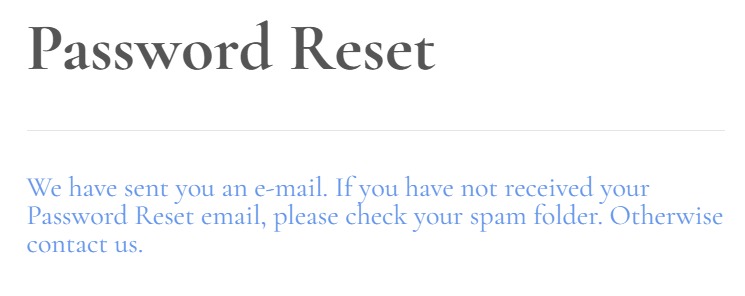 Password Reset
We have sent you an e-mail. If you have not received your
Password Reset email, please check your spam folder. Otherwise
contact us.